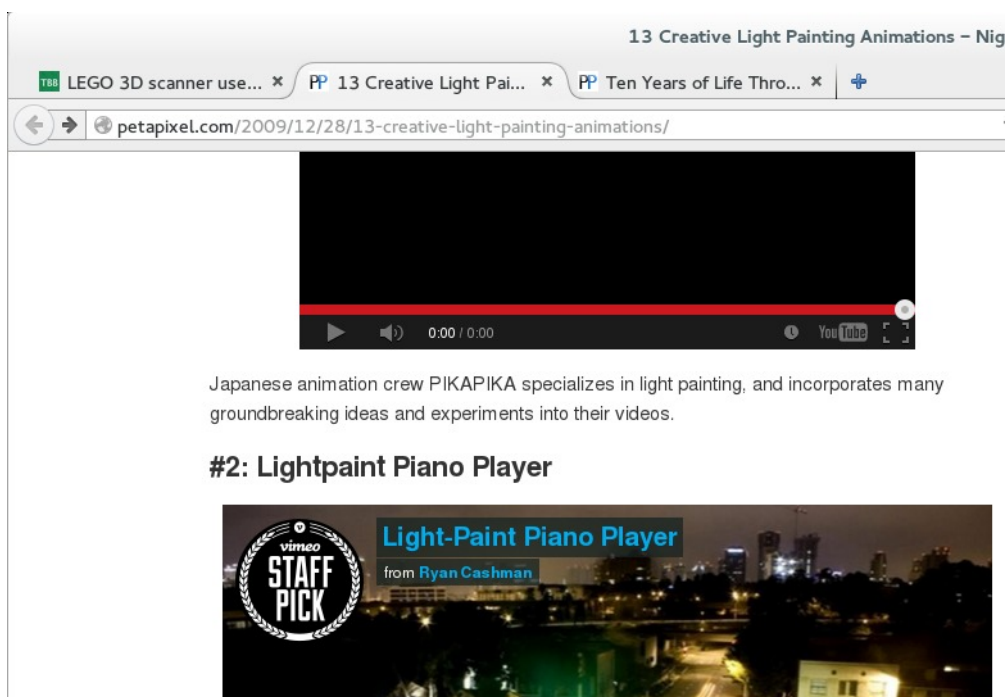 13 Creative Light Painting Animations – Nig
TBB LEGO 3D scanner use... × PP 13 Creative Light Pai... × PP Ten Years of Life Thro... ×
petapixel.com/2009/12/28/13-creative-light-painting-animations/
0:00 / 0:00 YouTube
Japanese animation crew PIKAPIKA specializes in light painting, and incorporates many
groundbreaking ideas and experiments into their videos.
#2: Lightpaint Piano Player
Light-Paint Piano Player
from Ryan Cashman
v
vimeo
STAFF
PICK